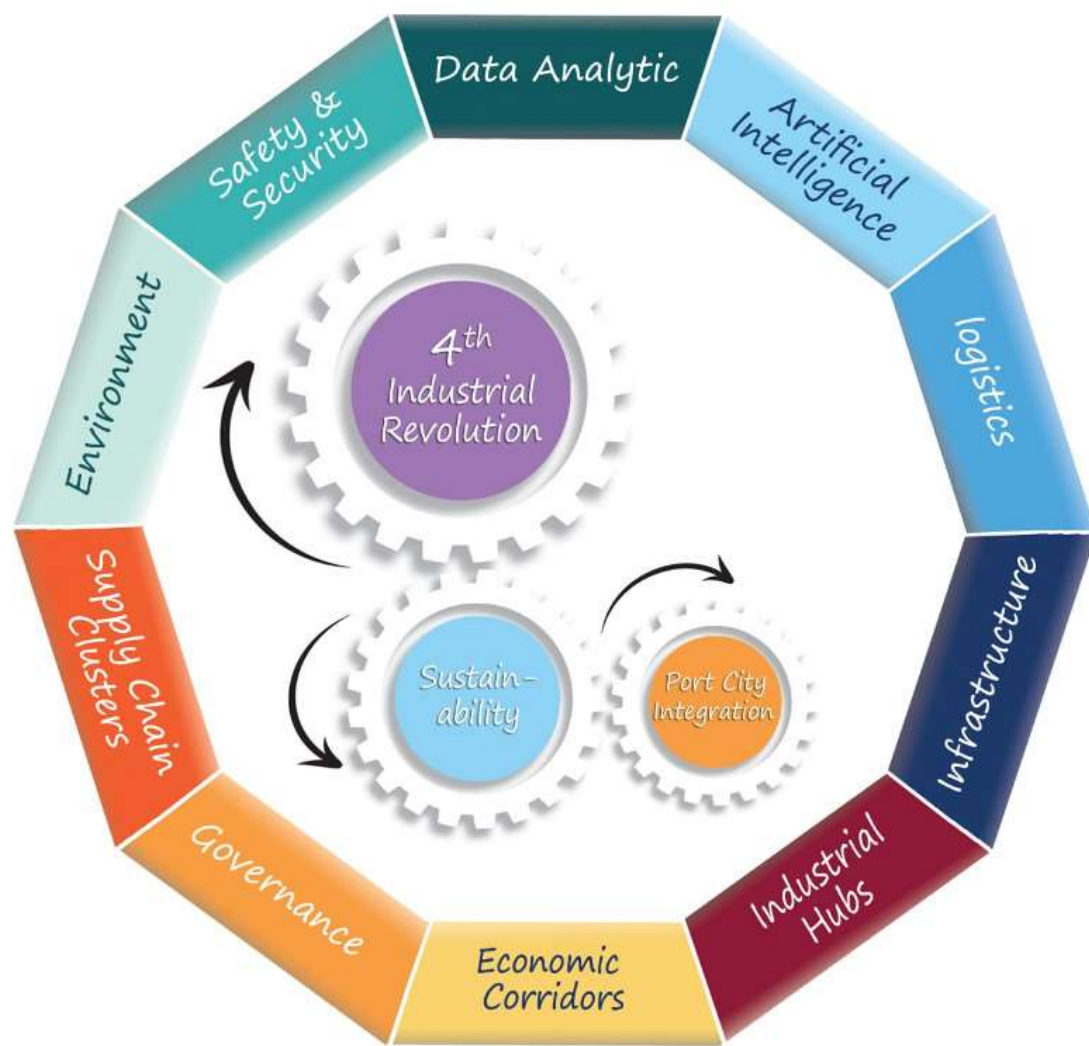 Data Analytic
Artificial
Intelligence
logistics
Infrastructure
Industrial
Hubs
Economic
Corridors
Governance
Supply Chain
Clusters
Environment
Safety &
Security
4th
Industrial
Revolution
Sustain-
ability
Port City
Integration